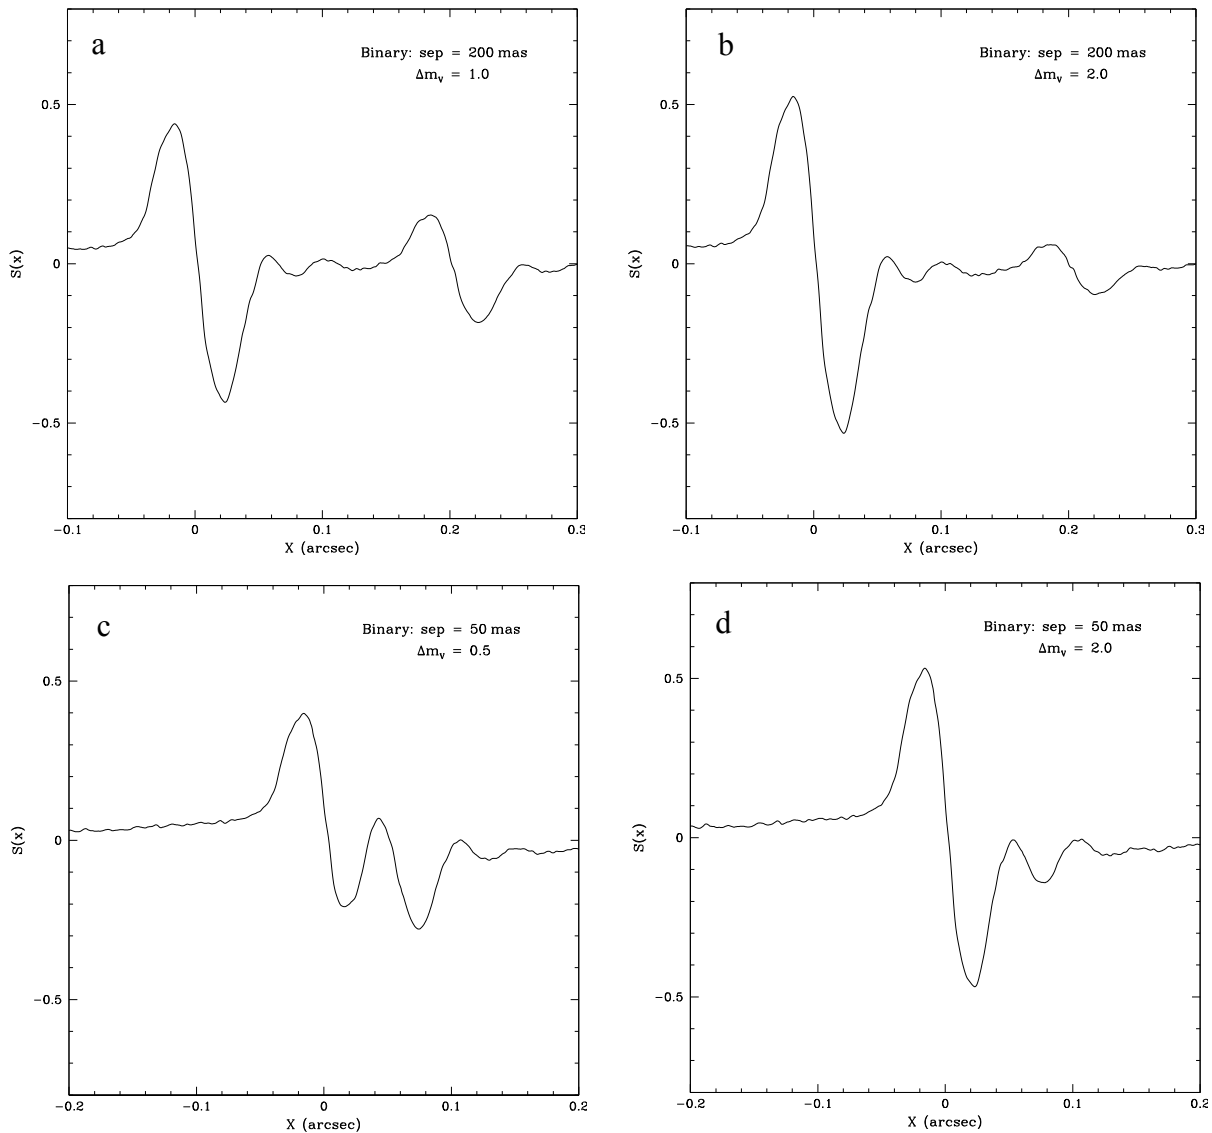 a
Binary: sep = 200 mas
Δmᵥ = 1.0
0.5
0
−0.5
S(x)
−0.1 0 0.1 0.2 0.3
X (arcsec)
b
Binary: sep = 200 mas
Δmᵥ = 2.0
0.5
0
−0.5
S(x)
−0.1 0 0.1 0.2 0.3
X (arcsec)
c
Binary: sep = 50 mas
Δmᵥ = 0.5
0.5
0
−0.5
S(x)
−0.2 −0.1 0 0.1 0.2
X (arcsec)
d
Binary: sep = 50 mas
Δmᵥ = 2.0
0.5
0
−0.5
S(x)
−0.2 −0.1 0 0.1 0.2
X (arcsec)